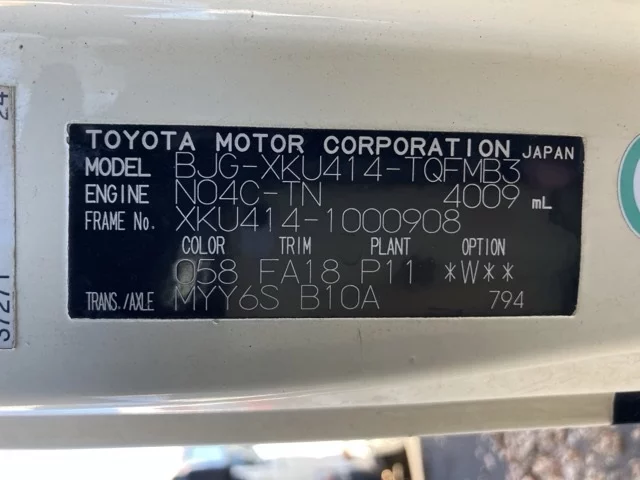 TOYOTA MOTOR CORPORATION JAPAN
MODEL BJG-XKU414-TQFMB3
ENGINE N04C-TN 4009 mL
FRAME No. XKU414-1000908
COLOR TRIM PLANT OPTION
058 FA18 P11 *W**
TRANS./AXLE MYY6S B10A 794